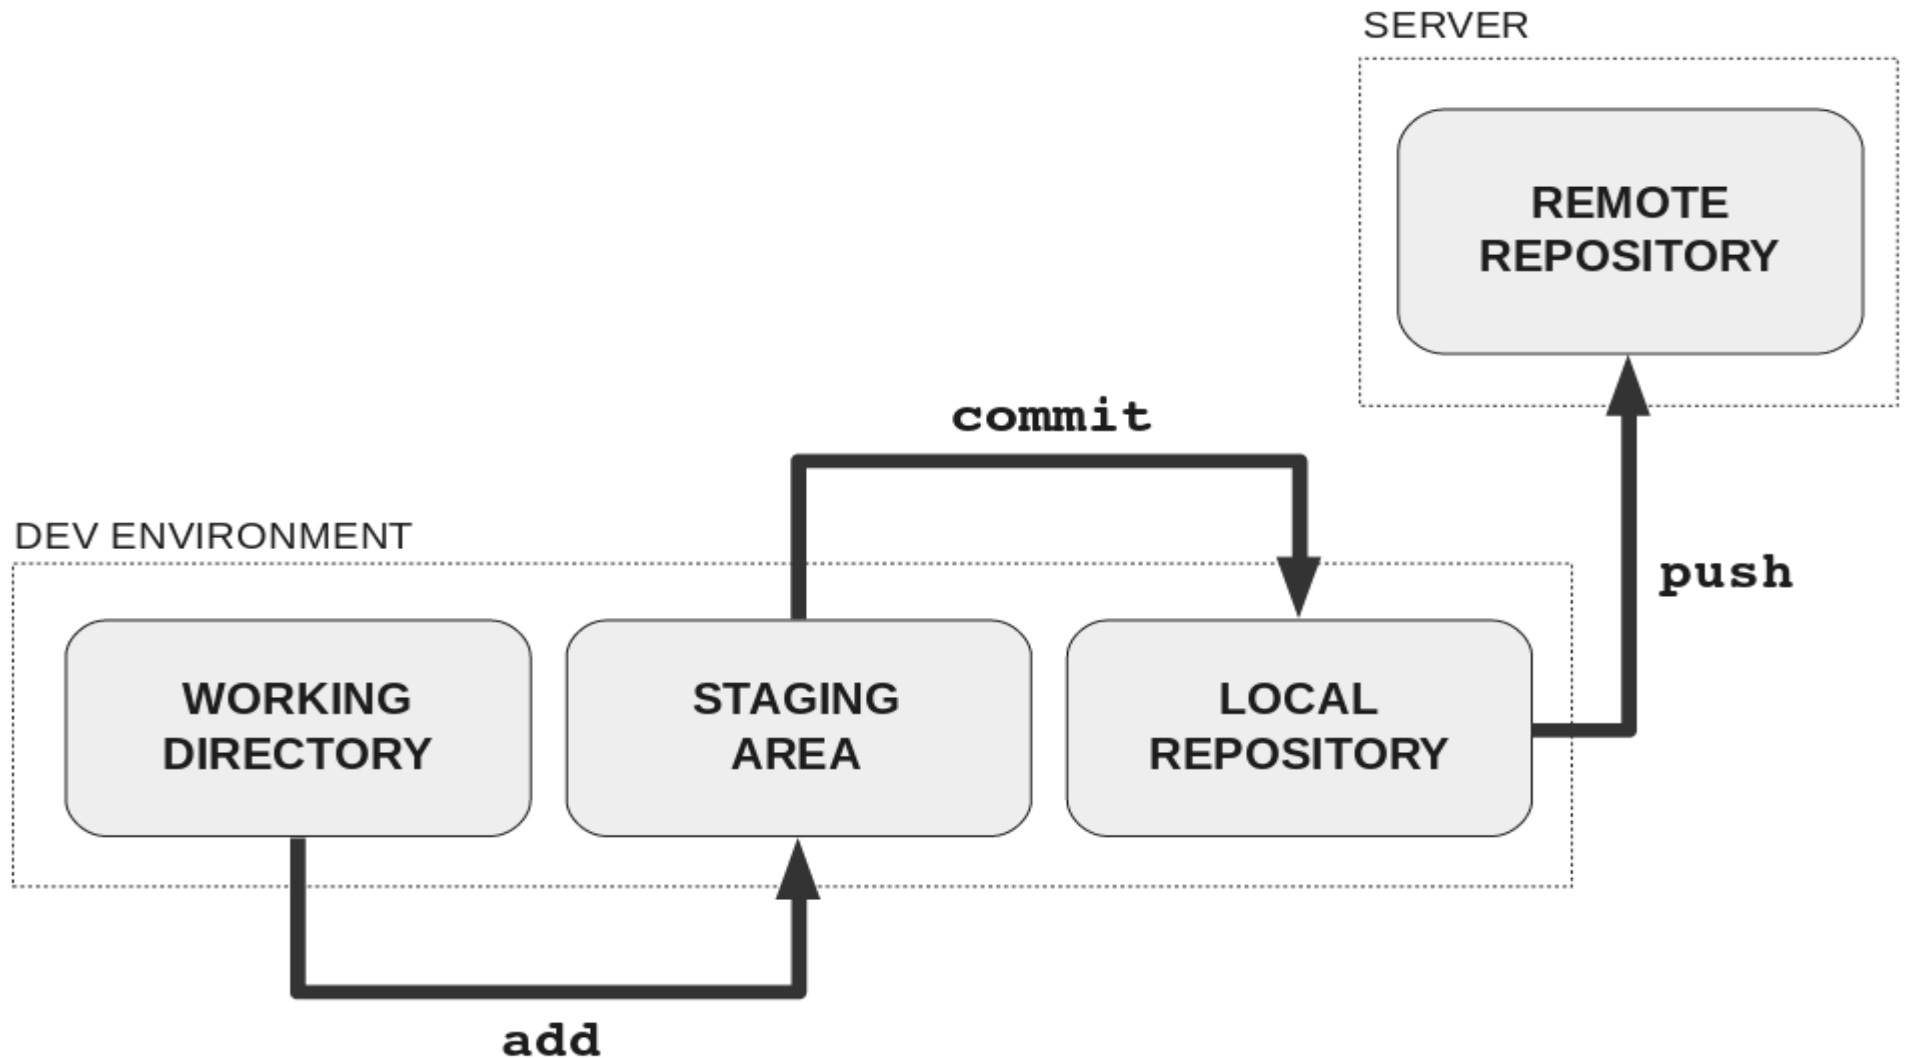 SERVER
REMOTE
REPOSITORY
commit
DEV ENVIRONMENT
push
WORKING
DIRECTORY
STAGING
AREA
LOCAL
REPOSITORY
add